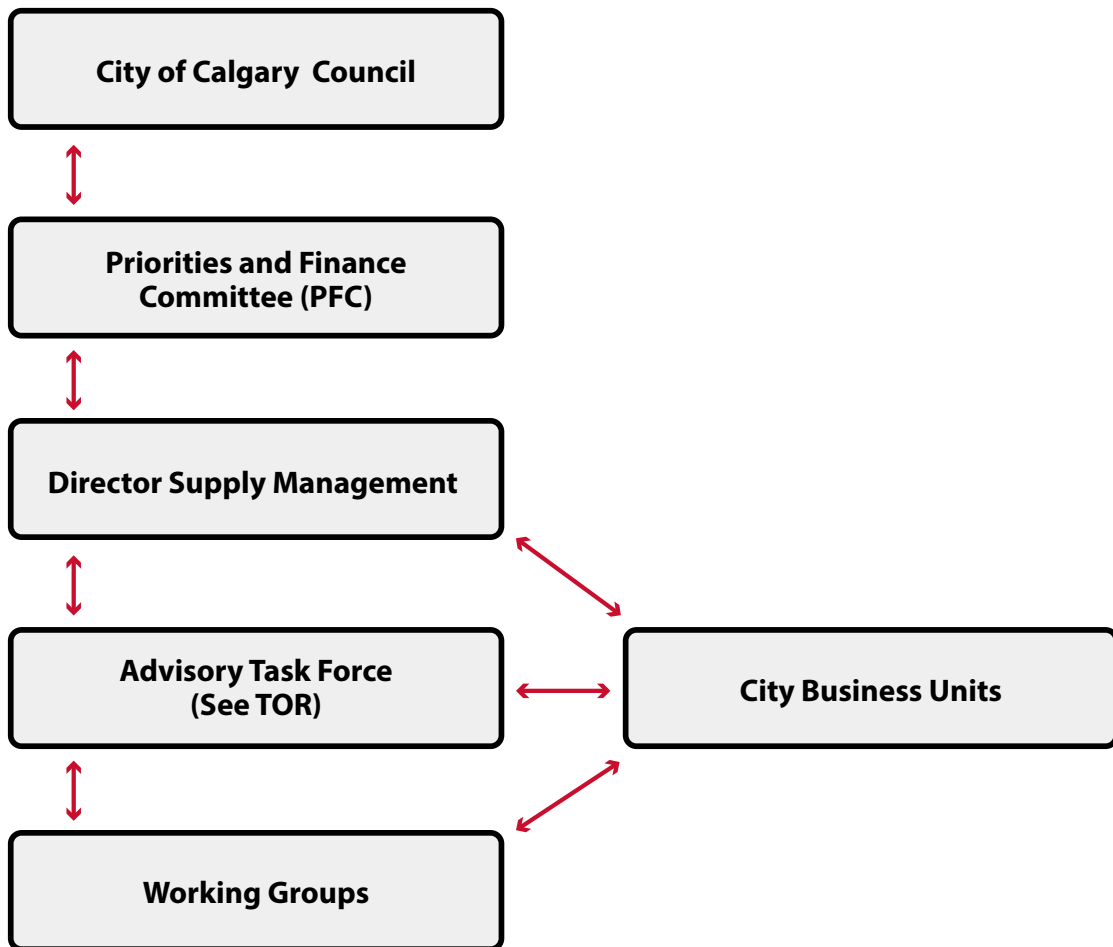 City of Calgary Council
Priorities and Finance
Committee (PFC)
Director Supply Management
Advisory Task Force
(See TOR)
City Business Units
Working Groups